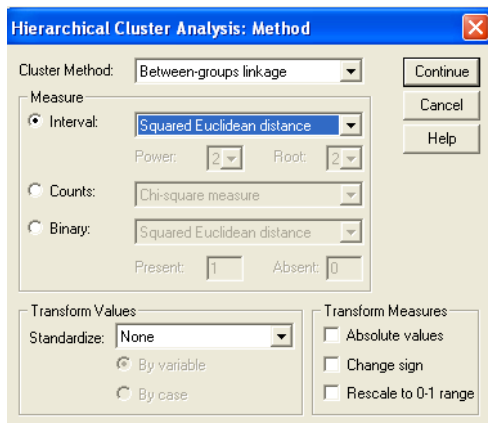 Hierarchical Cluster Analysis: Method
Cluster Method: Between-groups linkage
Continue
Cancel
Help
Measure
Interval: Squared Euclidean distance
Power: 2 Root: 2
Counts: Chi-square measure
Binary: Squared Euclidean distance
Present: 1 Absent: 0
Transform Values
Standardize: None
By variable
By case
Transform Measures
Absolute values
Change sign
Rescale to 0-1 range